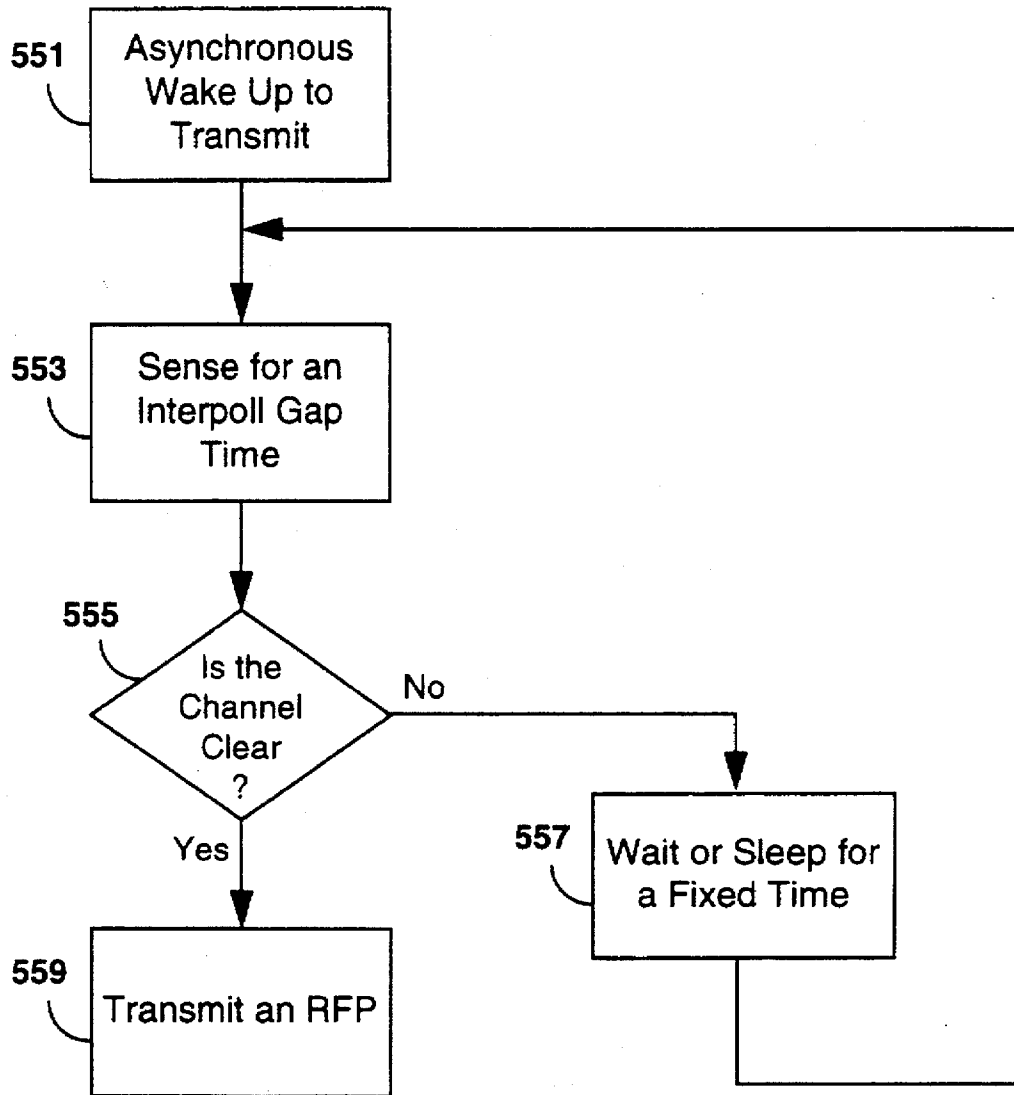 551
Asynchronous
Wake Up to
Transmit
553
Sense for an
Interpoll Gap
Time
555
Is the
Channel
Clear
?
No
Yes
557
Wait or Sleep for
a Fixed Time
559
Transmit an RFP